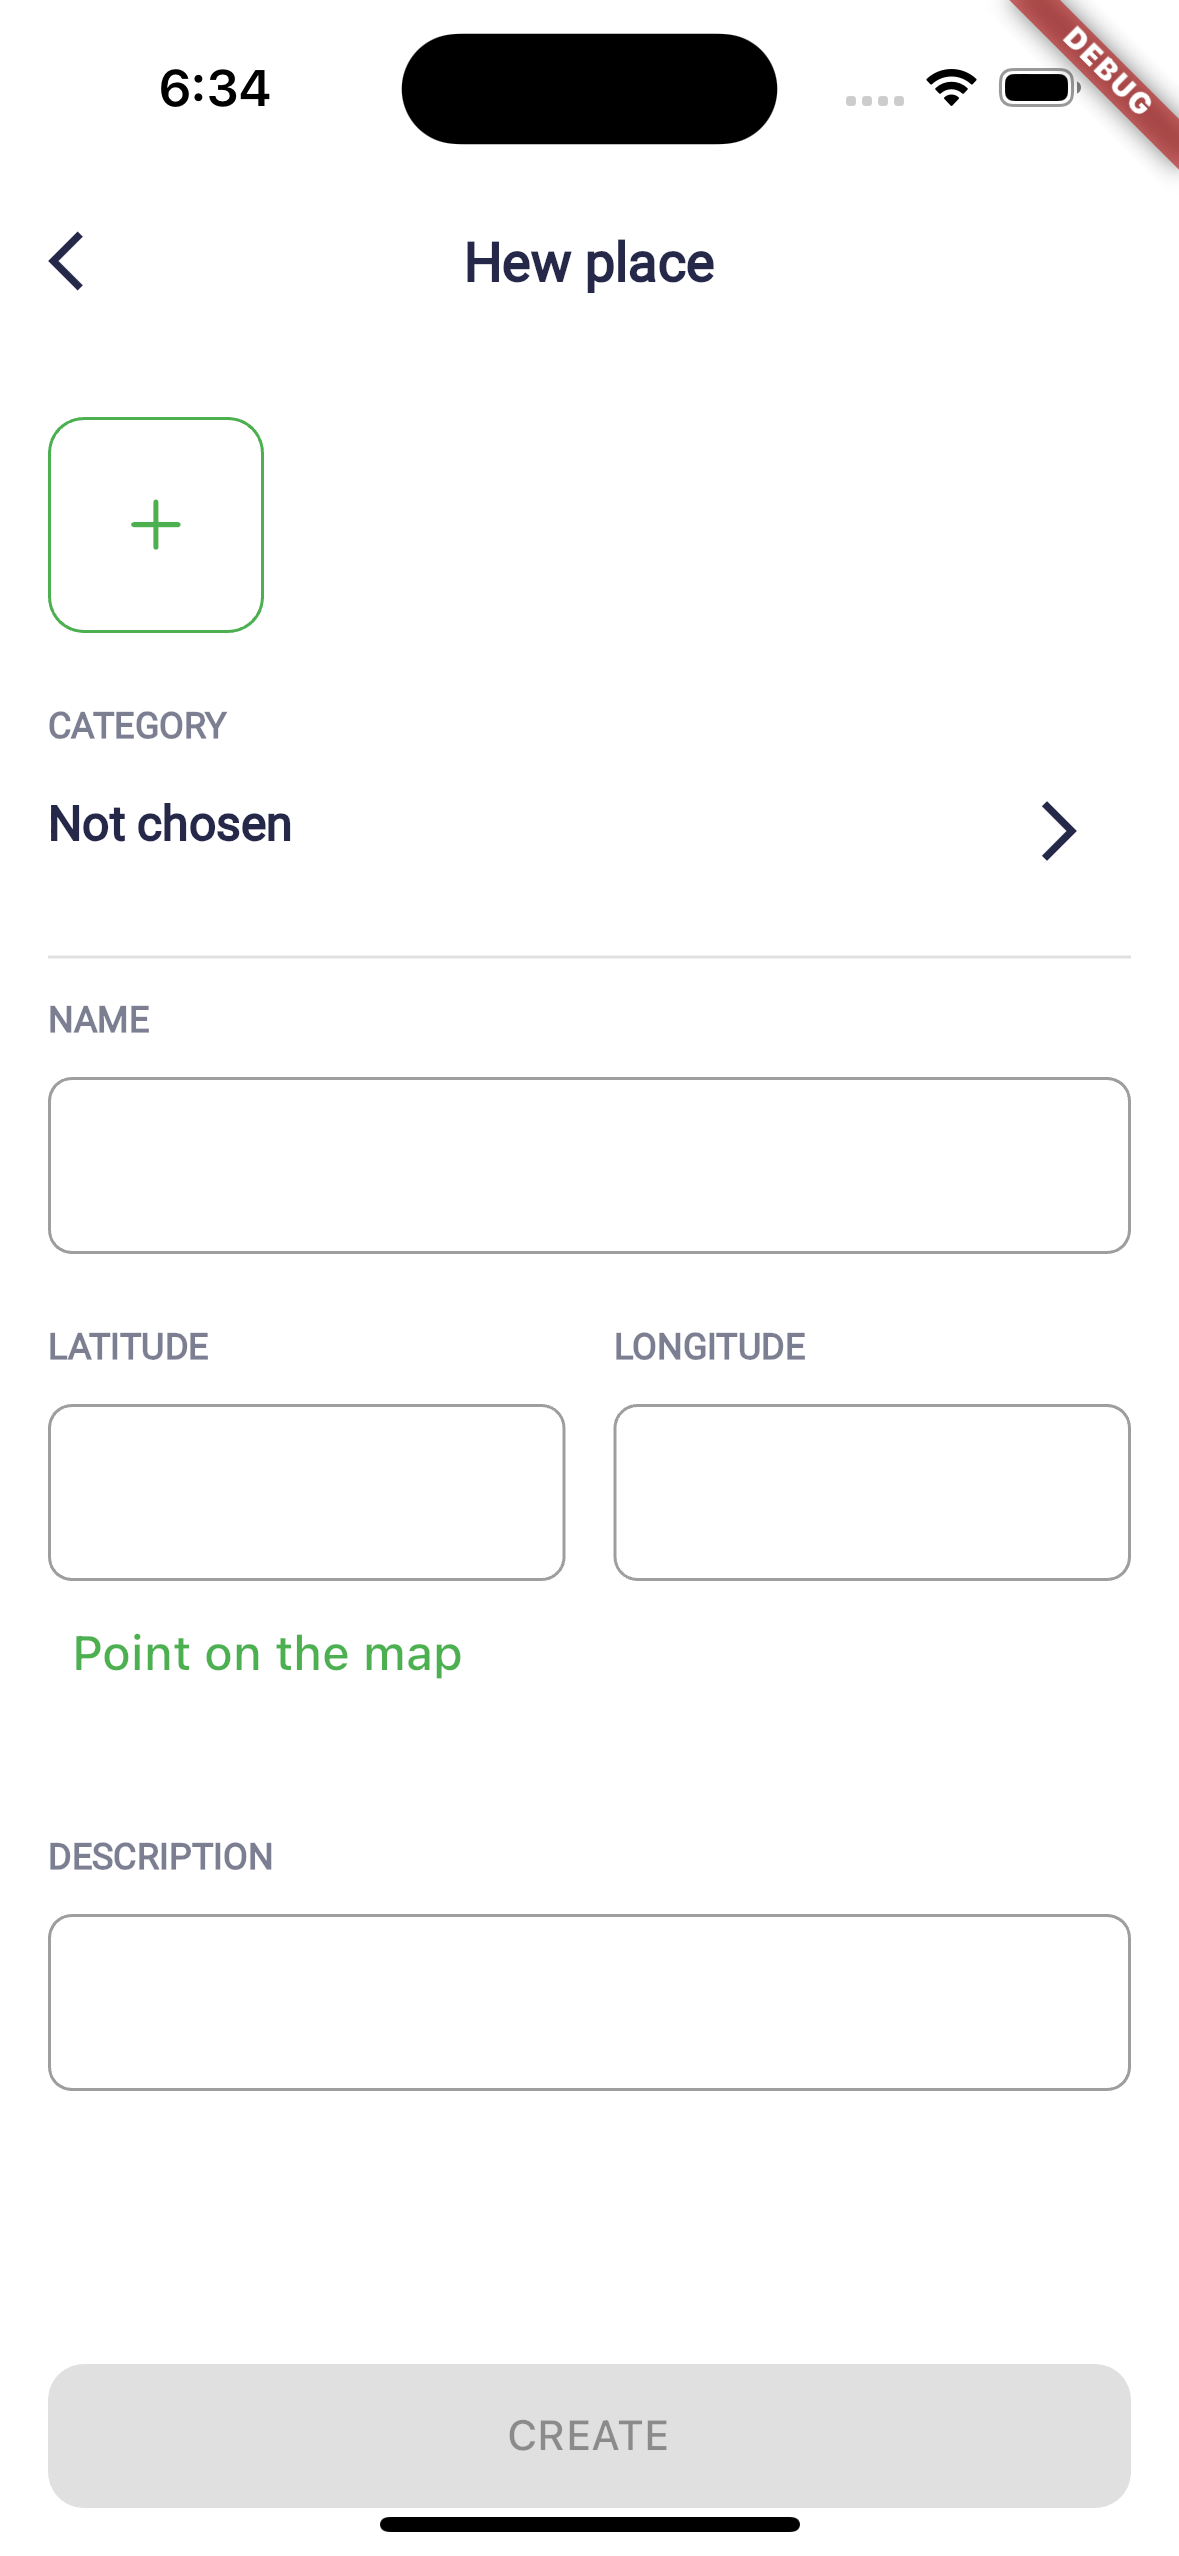 6:34
DEBUG
Hew place
CATEGORY
Not chosen
NAME
LATITUDE
LONGITUDE
Point on the map
DESCRIPTION
CREATE